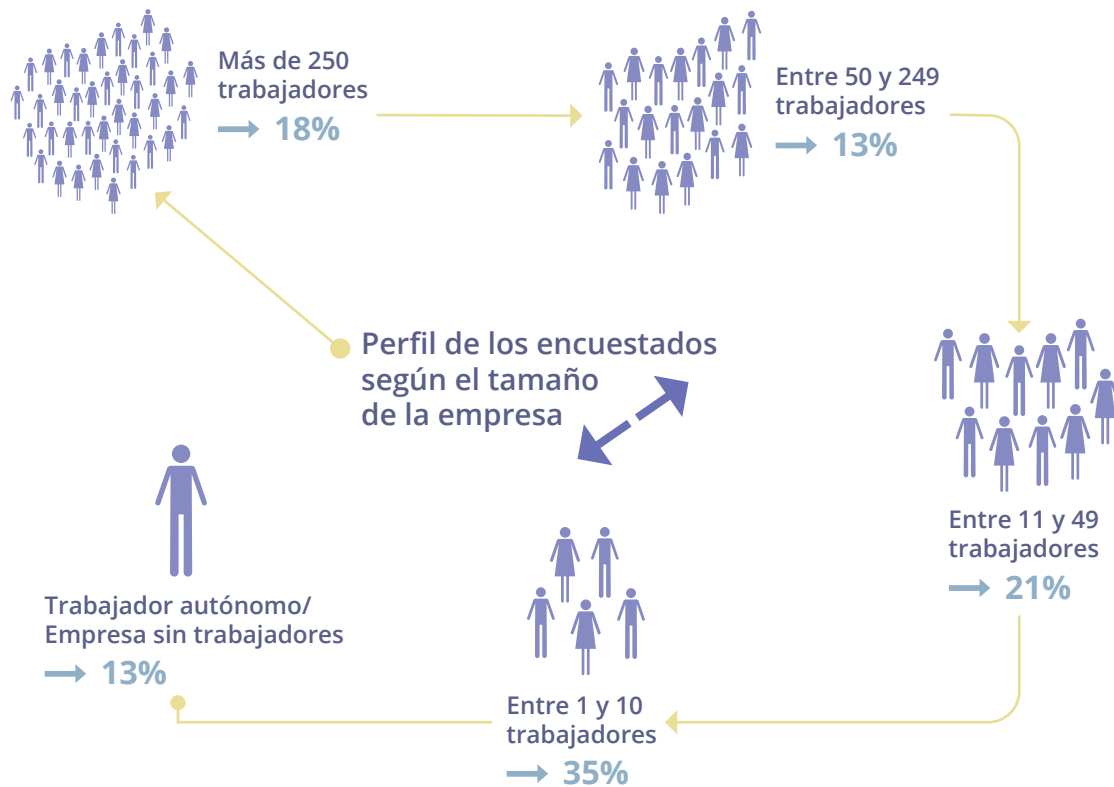 Más de 250
trabajadores
18%
Entre 50 y 249
trabajadores
13%
Perfil de los encuestados
según el tamaño
de la empresa
Entre 11 y 49
trabajadores
21%
Trabajador autónomo/
Empresa sin trabajadores
13%
Entre 1 y 10
trabajadores
35%